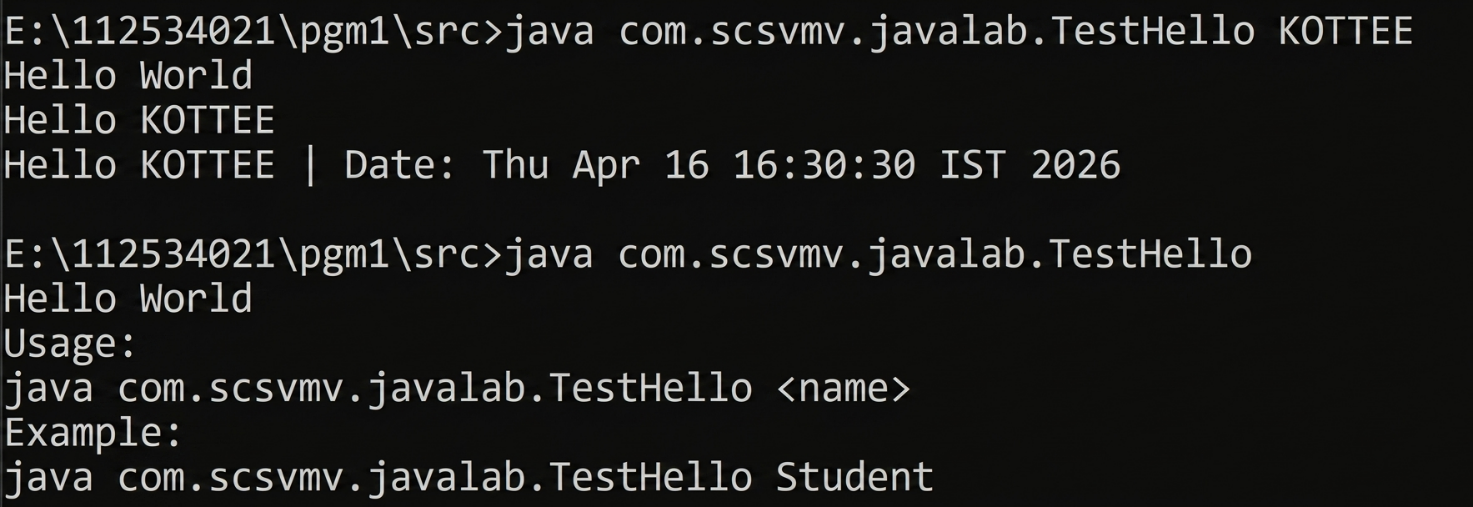 E:\112534021\pgm1\src>java com.scsvmv.javalab.TestHello KOTTEE
Hello World
Hello KOTTEE
Hello KOTTEE | Date: Thu Apr 16 16:30:30 IST 2026
E:\112534021\pgm1\src>java com.scsvmv.javalab.TestHello
Hello World
Usage:
java com.scsvmv.javalab.TestHello <name>
Example:
java com.scsvmv.javalab.TestHello Student